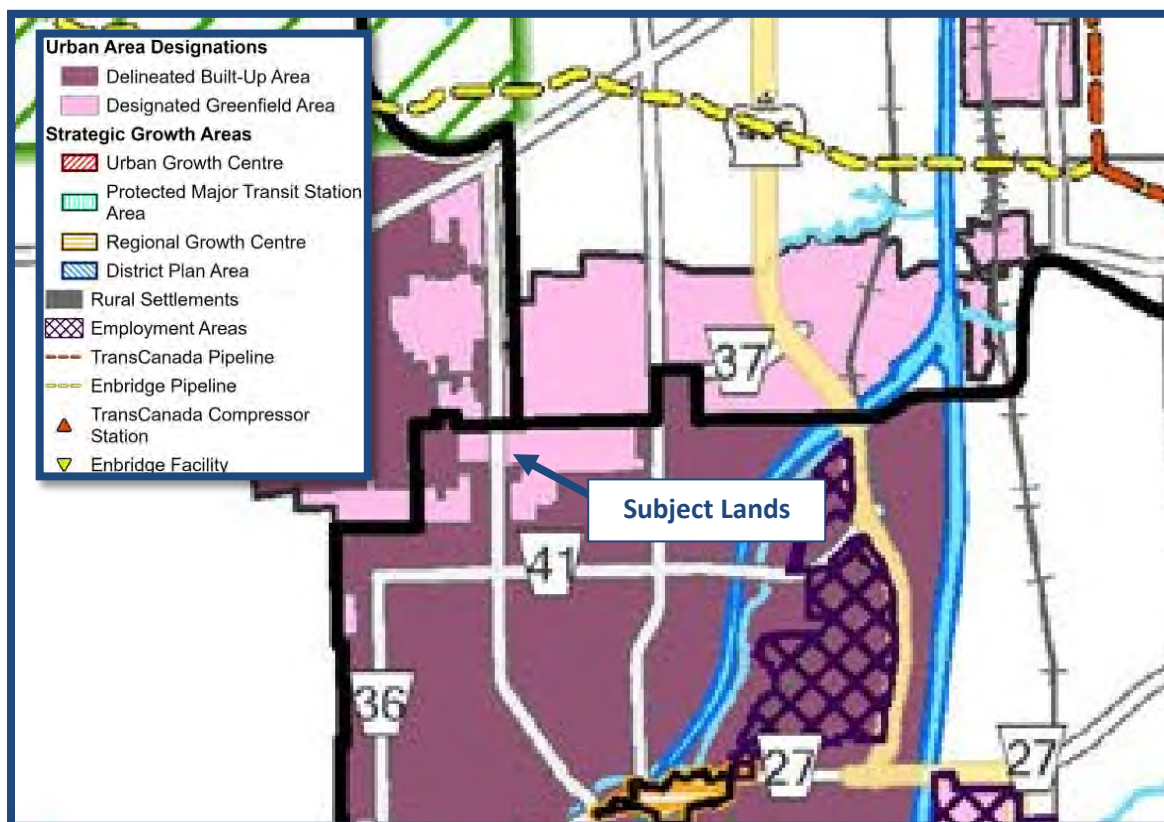 Urban Area Designations
Delineated Built-Up Area
Designated Greenfield Area
Strategic Growth Areas
Urban Growth Centre
Protected Major Transit Station
Area
Regional Growth Centre
District Plan Area
Rural Settlements
Employment Areas
TransCanada Pipeline
Enbridge Pipeline
TransCanada Compressor
Station
Enbridge Facility
37
Subject Lands
41
36
27
27